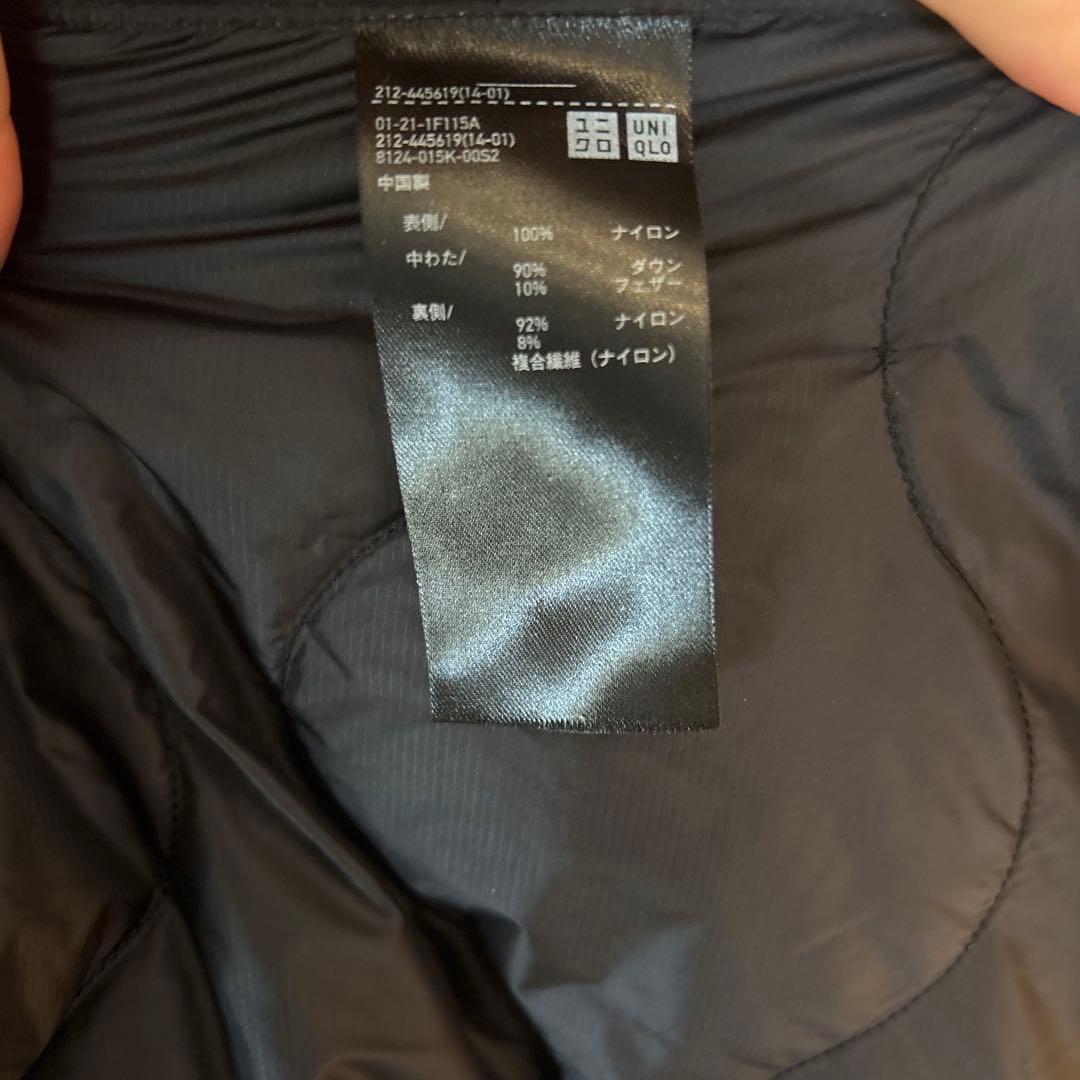 212-445619(14-01)
01-21-1F115A
212-445619(14-01)
8124-015K-00S2
ユニ
クロ
UNI
QLO
中国製
表側/ 100% ナイロン
中わた/ 90% ダウン
10% フェザー
裏側/ 92% ナイロン
8%
複合繊維（ナイロン）